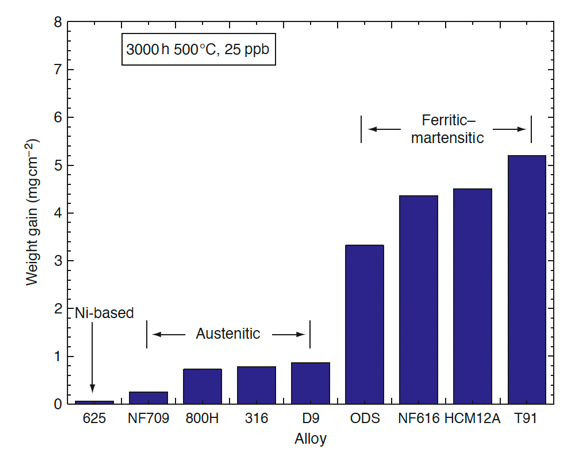 8
7
6
5
4
3
2
1
0
Weight gain (mg cm⁻²)
3000 h 500°C, 25 ppb
Ferritic–
martensitic
Ni-based
Austenitic
625 NF709 800H 316 D9 ODS NF616 HCM12A T91
Alloy